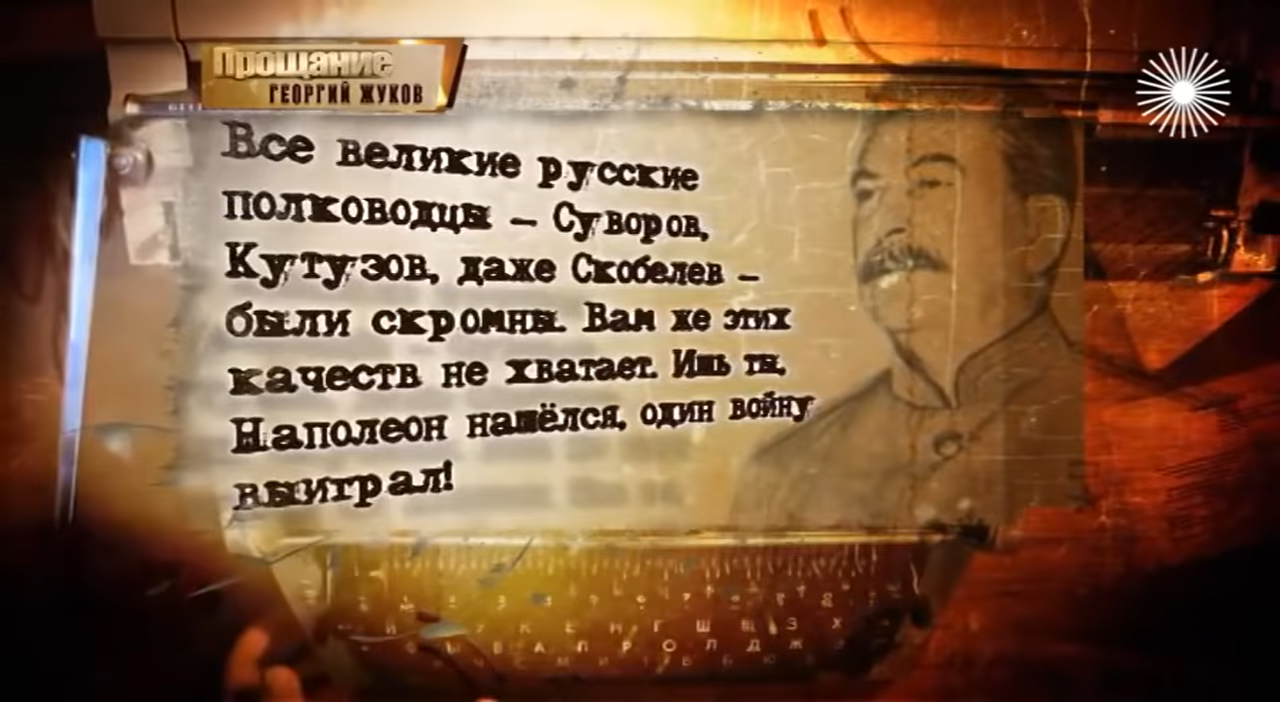 Прощание
ГЕОРГИЙ ЖУКОВ
Все великие русские
полководцы – Суворов,
Кутузов, даже Скобелев –
были скромны. Вам же этих
качеств не хватает. Ишь ты,
Наполеон нашёлся, один войну
выиграл!
У К Е Н Г Ш Щ З Х
Ф Ы В А П Р О Л Д Ж